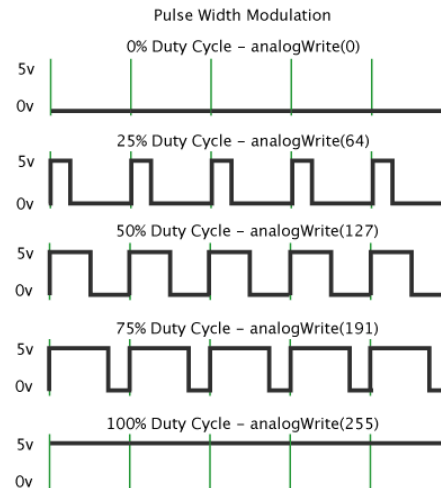 Pulse Width Modulation
0% Duty Cycle – analogWrite(0)
5v
0v
25% Duty Cycle – analogWrite(64)
5v
0v
50% Duty Cycle – analogWrite(127)
5v
0v
75% Duty Cycle – analogWrite(191)
5v
0v
100% Duty Cycle – analogWrite(255)
5v
0v